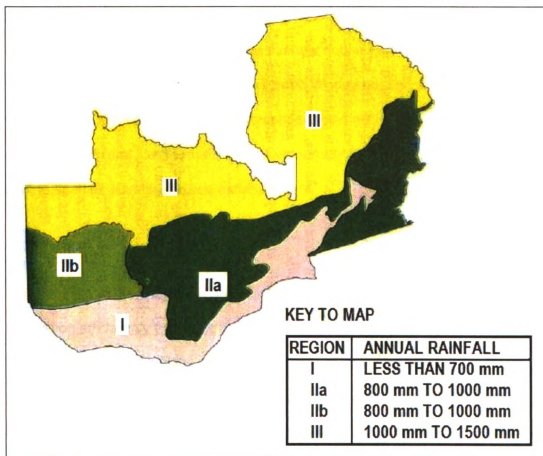 III
III
IIb
IIa
I
KEY TO MAP
REGION ANNUAL RAINFALL
I LESS THAN 700 mm
IIa 800 mm TO 1000 mm
IIb 800 mm TO 1000 mm
III 1000 mm TO 1500 mm